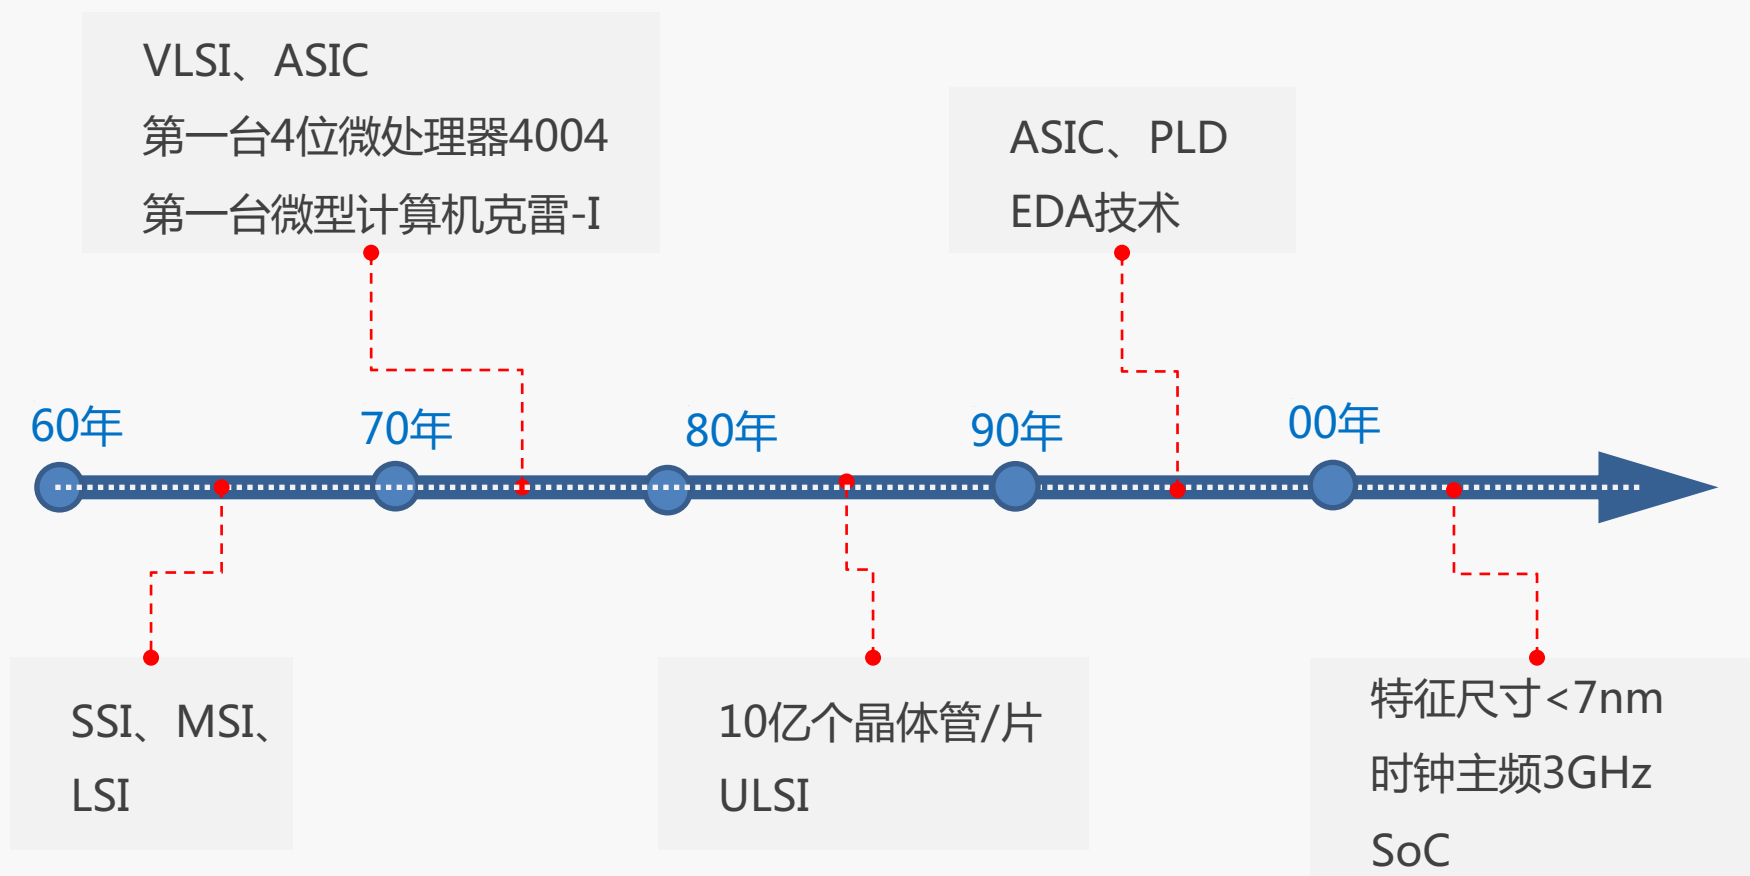 VLSI、ASIC
第一台4位微处理器4004
第一台微型计算机克雷-I
ASIC、PLD
EDA技术
60年
70年
80年
90年
00年
SSI、MSI、
LSI
10亿个晶体管/片
ULSI
特征尺寸<7nm
时钟主频3GHz
SoC